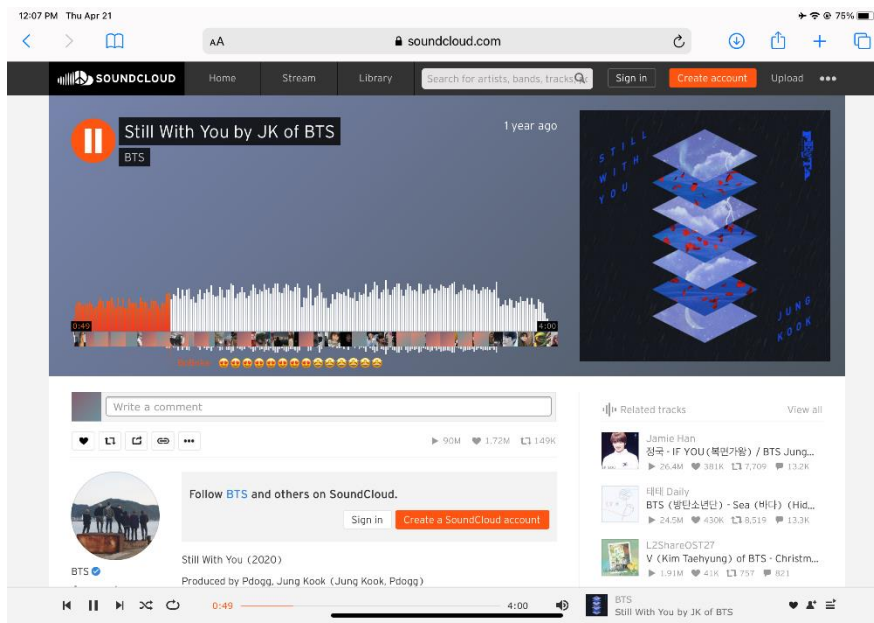 12:07 PM Thu Apr 21
75%
AA
soundcloud.com
SOUNDCLOUD
Home
Stream
Library
Search for artists, bands, tracks
Sign in
Create account
Upload
Still With You by JK of BTS
BTS
1 year ago
STILL
WITH
YOU
JUNG
KOOK
0:49
4:00
Write a comment
90M
1.72M
149K
Follow BTS and others on SoundCloud.
Sign in
Create a SoundCloud account
BTS
Still With You (2020)
Produced by Pdogg, Jung Kook (Jung Kook, Pdogg)
Related tracks
View all
Jamie Han
정국 - IF YOU(복면가왕) / BTS Jung...
26.4M 381K 7,709 13.2K
태태 Daily
BTS (방탄소년단) - Sea (바다) (Hid...
24.5M 430K 8,519 13.3K
L2ShareOST27
V (Kim Taehyung) of BTS - Christm...
1.91M 41K 757 821
0:49
4:00
BTS
Still With You by JK of BTS